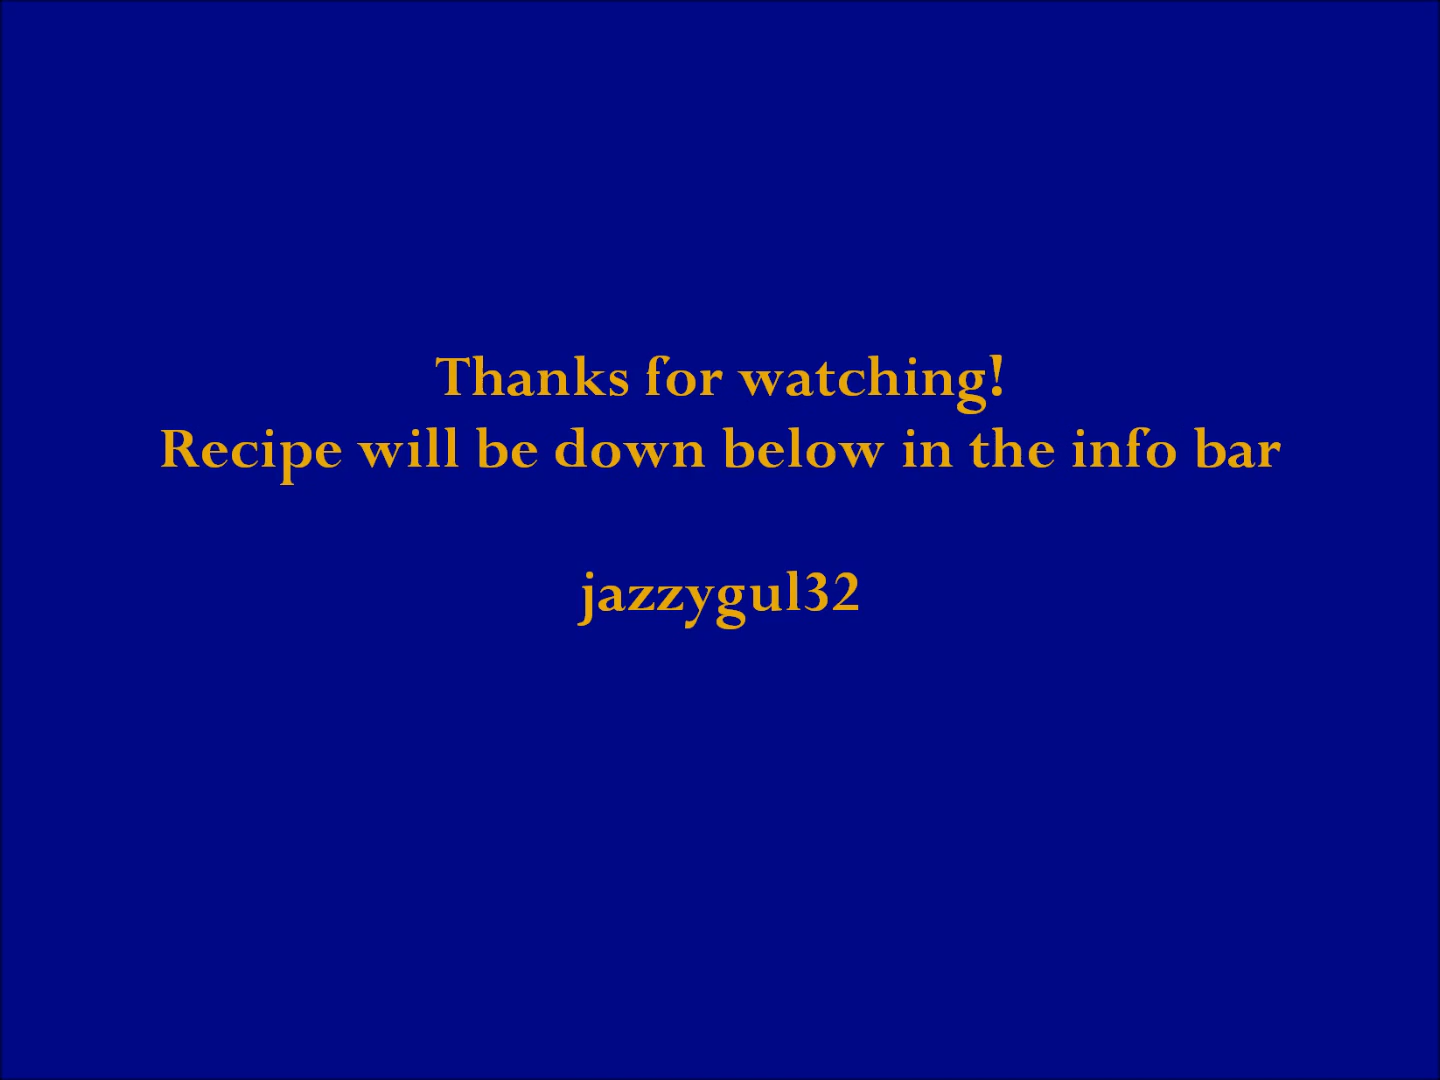 Thanks for watching!
Recipe will be down below in the info bar
jazzygul32